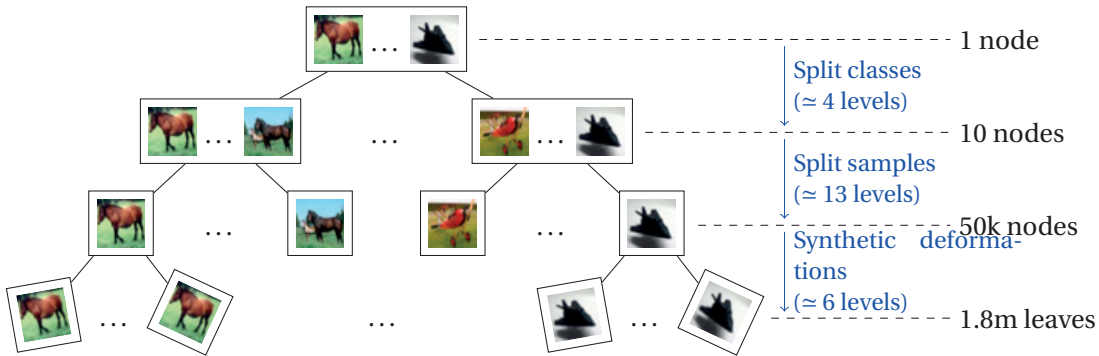 ... 1 node
Split classes
(≃ 4 levels)
... ... ... 10 nodes
Split samples
(≃ 13 levels)
... ... 50k nodes
Synthetic deforma-
tions
(≃ 6 levels)
... ... ... 1.8m leaves